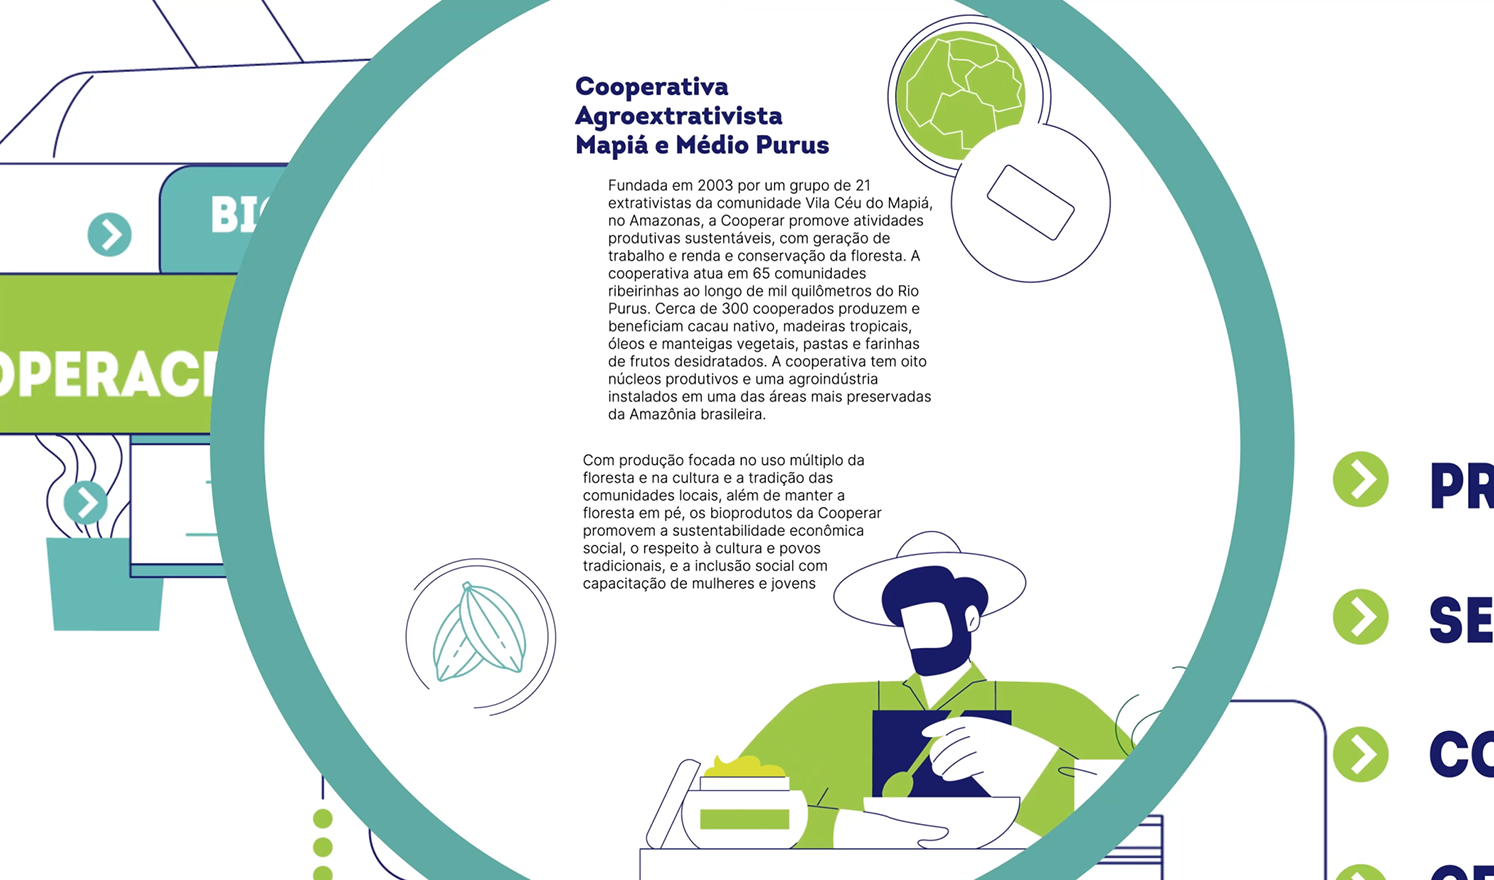 Cooperativa
Agroextrativista
Mapiá e Médio Purus
Fundada em 2003 por um grupo de 21
extrativistas da comunidade Vila Céu do Mapiá,
no Amazonas, a Cooperar promove atividades
produtivas sustentáveis, com geração de
trabalho e renda e conservação da floresta. A
cooperativa atua em 65 comunidades
ribeirinhas ao longo de mil quilômetros do Rio
Purus. Cerca de 300 cooperados produzem e
beneficiam cacau nativo, madeiras tropicais,
óleos e manteigas vegetais, pastas e farinhas
de frutos desidratados. A cooperativa tem oito
núcleos produtivos e uma agroindústria
instalados em uma das áreas mais preservadas
da Amazônia brasileira.
Com produção focada no uso múltiplo da
floresta e na cultura e a tradição das
comunidades locais, além de manter a
floresta em pé, os bioprodutos da Cooperar
promovem a sustentabilidade econômica
social, o respeito à cultura e povos
tradicionais, e a inclusão social com
capacitação de mulheres e jovens